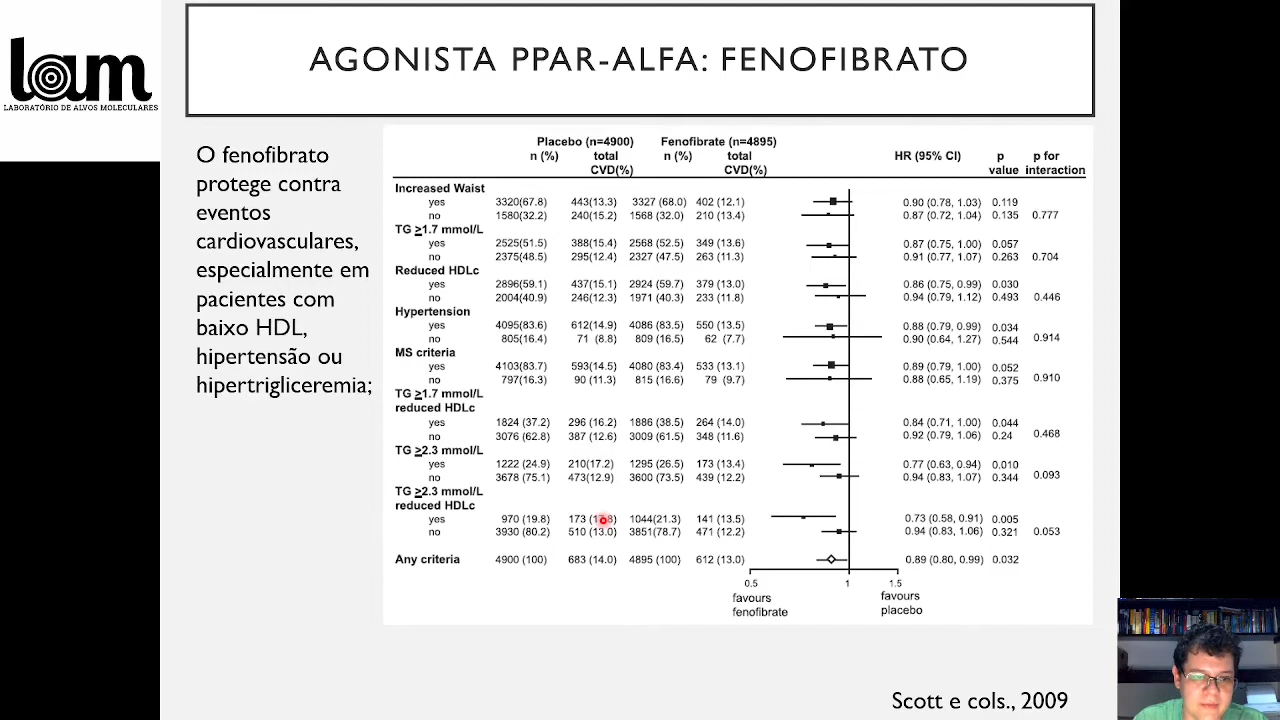 AGONISTA PPAR-ALFA: FENOFIBRATO
lam
LABORATÓRIO DE ALVOS MOLECULARES
O fenofibrato
protege contra
eventos
cardiovasculares,
especialmente em
pacientes com
baixo HDL,
hipertensão ou
hipertrigliceremia;
Placebo (n=4900) Fenofibrate (n=4895)
n (%) total n (%) total HR (95% CI) p p for
CVD(%) CVD(%) value interaction
Increased Waist
yes 3320(67.8) 443(13.3) 3327 (68.0) 402 (12.1) 0.90 (0.78, 1.03) 0.119
no 1580(32.2) 240(15.2) 1568 (32.0) 210 (13.4) 0.87 (0.72, 1.04) 0.135 0.777
TG ≥1.7 mmol/L
yes 2525(51.5) 388(15.4) 2568 (52.5) 349 (13.6) 0.87 (0.75, 1.00) 0.057
no 2375(48.5) 295(12.4) 2327 (47.5) 263 (11.3) 0.91 (0.77, 1.07) 0.263 0.704
Reduced HDLc
yes 2896(59.1) 437(15.1) 2924 (59.7) 379 (13.0) 0.86 (0.75, 0.99) 0.030
no 2004(40.9) 246(12.3) 1971 (40.3) 233 (11.8) 0.94 (0.79, 1.12) 0.493 0.446
Hypertension
yes 4095(83.6) 612(14.9) 4086 (83.5) 550 (13.5) 0.88 (0.79, 0.99) 0.034
no 805(16.4) 71 (8.8) 809 (16.5) 62 (7.7) 0.90 (0.64, 1.27) 0.544 0.914
MS criteria
yes 4103(83.7) 593(14.5) 4080 (83.4) 533 (13.1) 0.89 (0.79, 1.00) 0.052
no 797(16.3) 90 (11.3) 815 (16.6) 79 (9.7) 0.88 (0.65, 1.19) 0.375 0.910
TG ≥1.7 mmol/L
reduced HDLc
yes 1824 (37.2) 296 (16.2) 1886 (38.5) 264 (14.0) 0.84 (0.71, 1.00) 0.044
no 3076 (62.8) 387 (12.6) 3009 (61.5) 348 (11.6) 0.92 (0.79, 1.06) 0.24 0.468
TG ≥2.3 mmol/L
yes 1222 (24.9) 210(17.2) 1295 (26.5) 173 (13.4) 0.77 (0.63, 0.94) 0.010
no 3678 (75.1) 473(12.9) 3600 (73.5) 439 (12.2) 0.94 (0.83, 1.07) 0.344 0.093
TG ≥2.3 mmol/L
reduced HDLc
yes 970 (19.8) 173 1044(21.3) 141 (13.5) 0.73 (0.58, 0.91) 0.005
no 3930 (80.2) 510 (13.0) 3851(78.7) 471 (12.2) 0.94 (0.83, 1.06) 0.321 0.053
Any criteria 4900 (100) 683 (14.0) 4895 (100) 612 (13.0) 0.89 (0.80, 0.99) 0.032
0.5 1 1.5
favours favours
fenofibrate placebo
Scott e cols., 2009